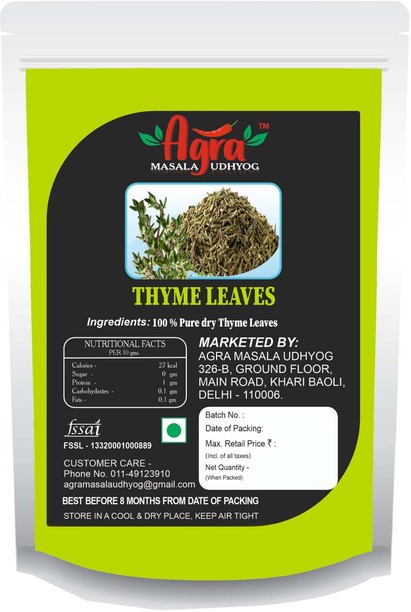 Agra ™
MASALA UDHYOG
THYME LEAVES
Ingredients: 100 % Pure dry Thyme Leaves
NUTRITIONAL FACTS
PER 10 gms.
Calories - 27 kcal
Sugar - 0 gm
Protein - 1 gm
Carbohydrates - 0.1 gm
Fats - 0.1 gm
MARKETED BY:
AGRA MASALA UDHYOG
326-B, GROUND FLOOR,
MAIN ROAD, KHARI BAOLI,
DELHI - 110006.
fssai
FSSL - 13320001000889
CUSTOMER CARE -
Phone No. 011-49123910
agramasalaudhyog@gmail.com
Batch No. :
Date of Packing:
Max. Retail Price ₹ :
(Incl. of all taxes)
Net Quantity -
(When Packed)
BEST BEFORE 8 MONTHS FROM DATE OF PACKING
STORE IN A COOL & DRY PLACE, KEEP AIR TIGHT